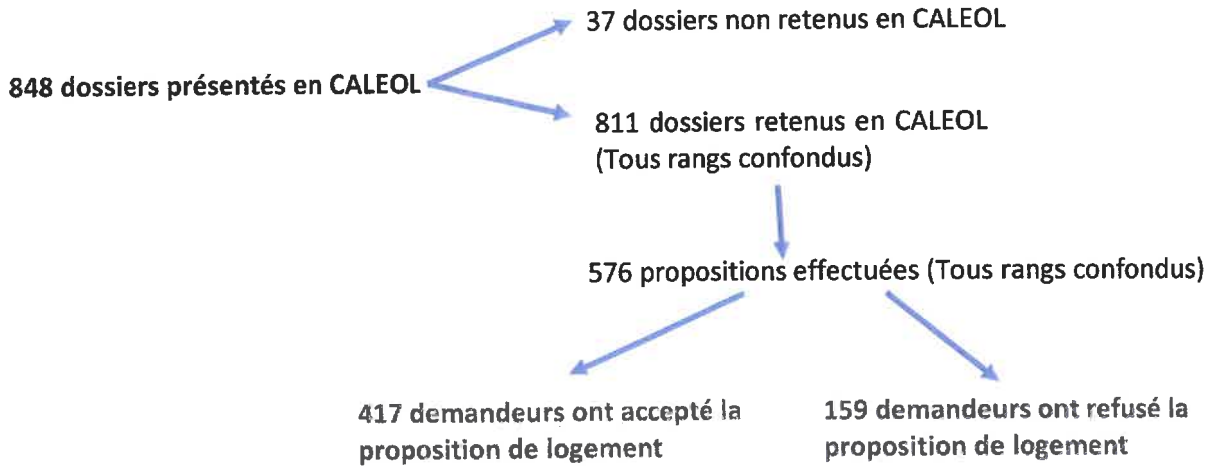 37 dossiers non retenus en CALEOL
848 dossiers présentés en CALEOL
811 dossiers retenus en CALEOL
(Tous rangs confondus)
576 propositions effectuées (Tous rangs confondus)
417 demandeurs ont accepté la
proposition de logement
159 demandeurs ont refusé la
proposition de logement